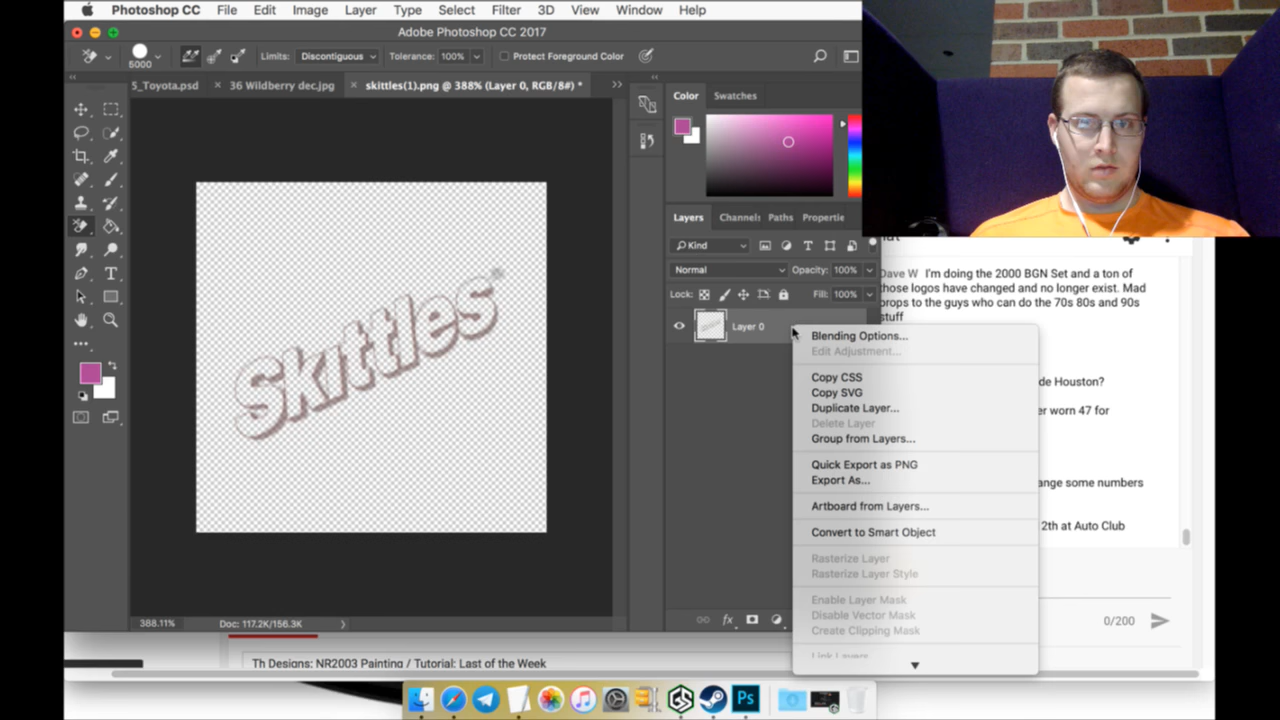 Photoshop CC File Edit Image Layer Type Select Filter 3D View Window Help
Adobe Photoshop CC 2017
5000 Limits: Discontiguous Tolerance: 100% Protect Foreground Color
5_Toyota.psd × 36 Wildberry dec.jpg × skittles(1).png @ 388% (Layer 0, RGB/8#) *
Color Swatches
Skittles®
Layers Channels Paths Propertie
Kind
Normal Opacity: 100%
Lock: Fill: 100%
Layer 0
Blending Options...
Edit Adjustment...
Copy CSS
Copy SVG
Duplicate Layer...
Delete Layer
Group from Layers...
Quick Export as PNG
Export As...
Artboard from Layers...
Convert to Smart Object
Rasterize Layer
Rasterize Layer Style
Enable Layer Mask
Disable Vector Mask
Create Clipping Mask
Link Layers
Dave W I'm doing the 2000 BGN Set and a ton of
those logos have changed and no longer exist. Mad
props to the guys who can do the 70s 80s and 90s
stuff
de Houston?
er worn 47 for
ange some numbers
2th at Auto Club
0/200
388.11% Doc: 117.2K/156.3K
fx
Th Designs: NR2003 Painting / Tutorial: Last of the Week
Ps